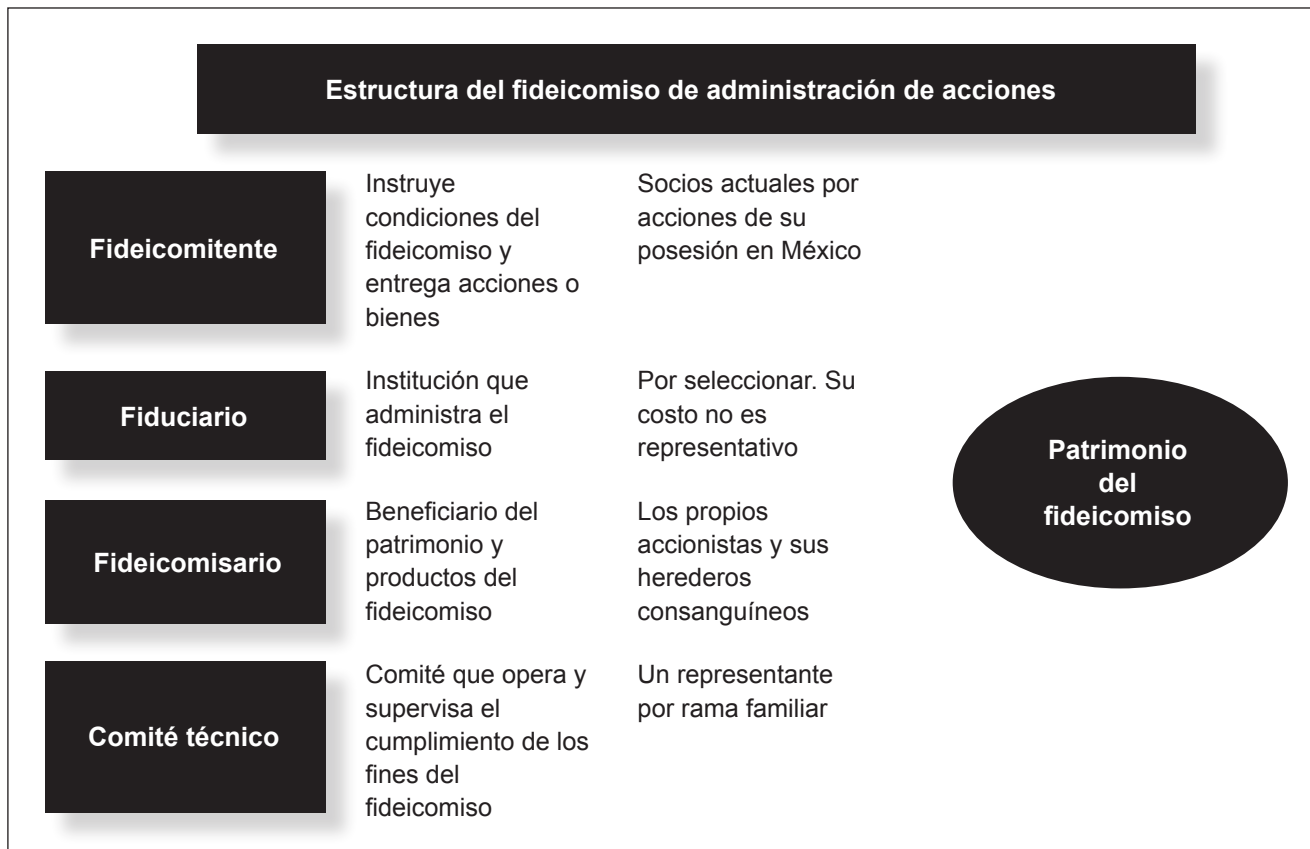 Estructura del fideicomiso de administración de acciones
Fideicomitente
Instruye
condiciones del
fideicomiso y
entrega acciones o
bienes
Socios actuales por
acciones de su
posesión en México
Fiduciario
Institución que
administra el
fideicomiso
Por seleccionar. Su
costo no es
representativo
Fideicomisario
Beneficiario del
patrimonio y
productos del
fideicomiso
Los propios
accionistas y sus
herederos
consanguíneos
Comité técnico
Comité que opera y
supervisa el
cumplimiento de los
fines del
fideicomiso
Un representante
por rama familiar
Patrimonio
del
fideicomiso